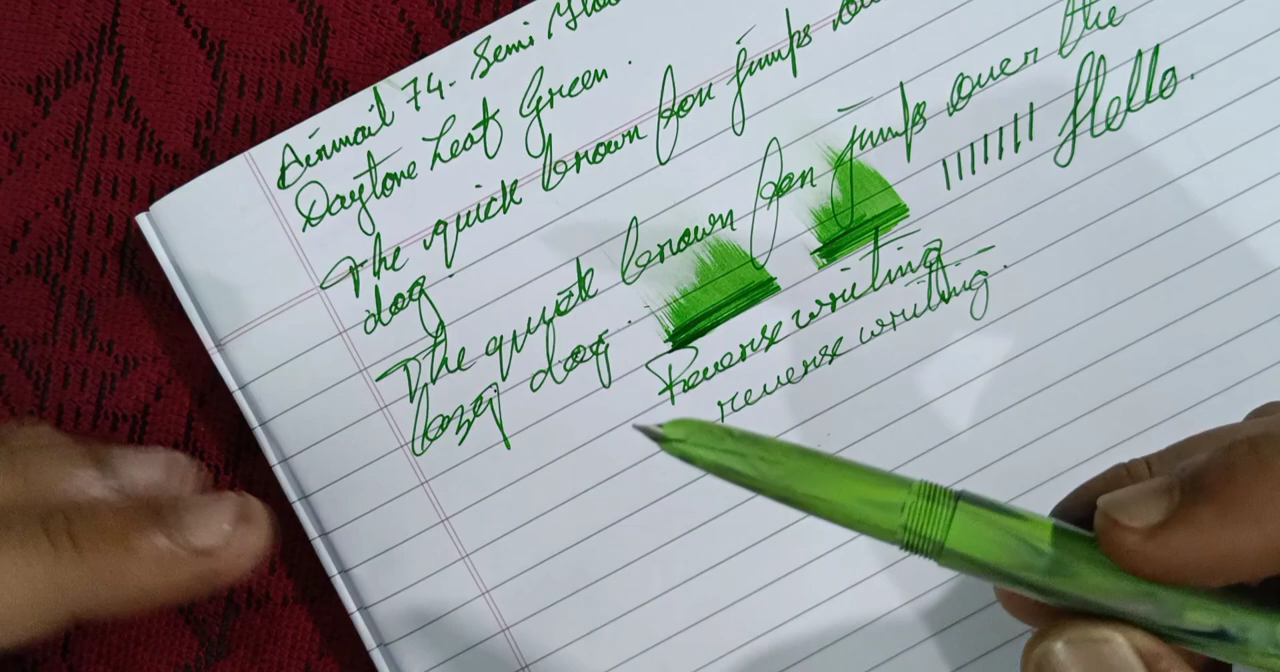 Airmail 74. Semi
Daytone Leaf Green.
The quick brown fox jumps
dog.
The quick brown fox jumps over the
lazy dog.
|||||||| Hello.
Reverse writing
reverse writing.